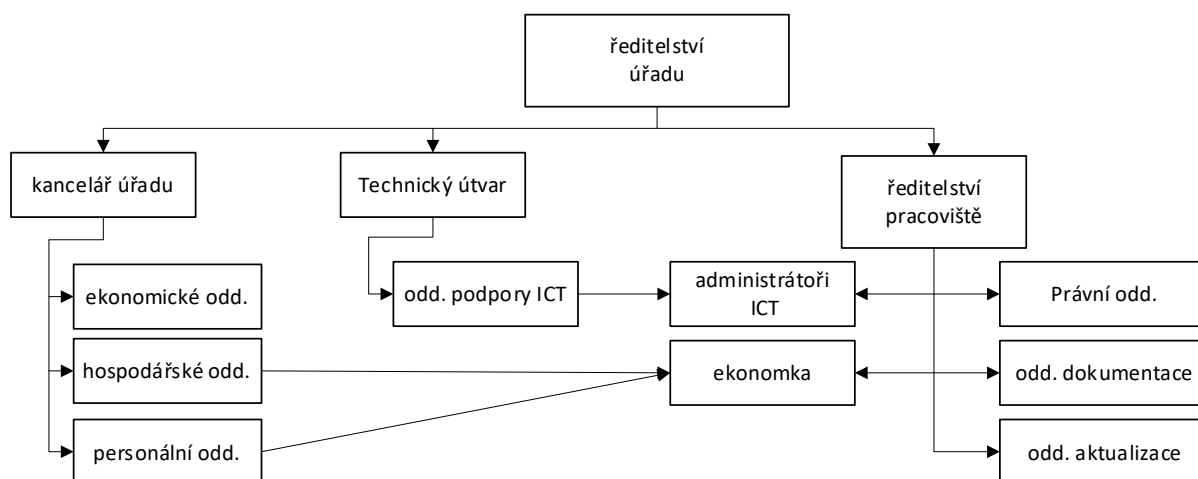 ředitelství
úřadu
kancelář úřadu
Technický útvar
ředitelství
pracoviště
ekonomické odd.
odd. podpory ICT
administrátoři
ICT
Právní odd.
hospodářské odd.
ekonomka
odd. dokumentace
personální odd.
odd. aktualizace